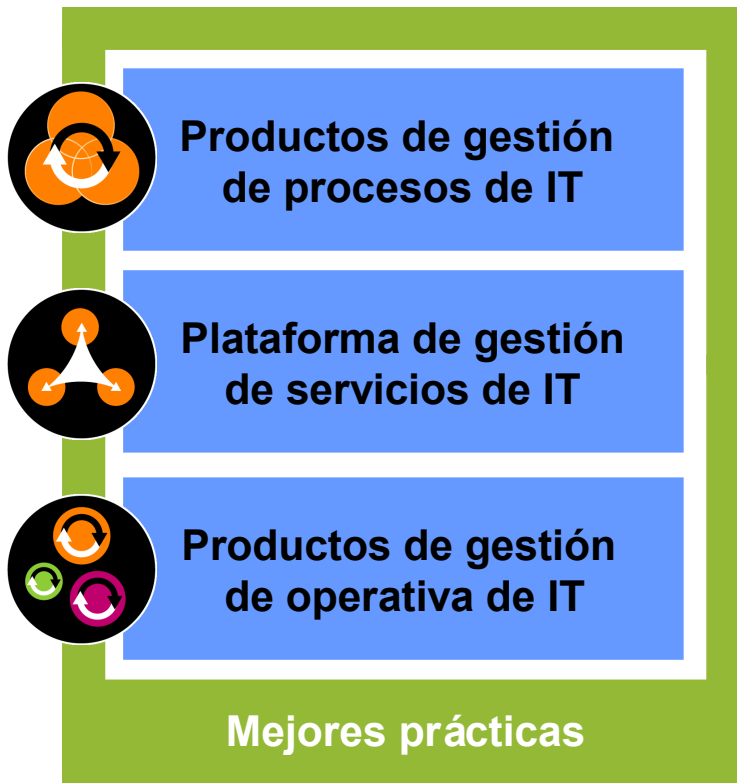 Productos de gestión
de procesos de IT
Plataforma de gestión
de servicios de IT
Productos de gestión
de operativa de IT
Mejores prácticas